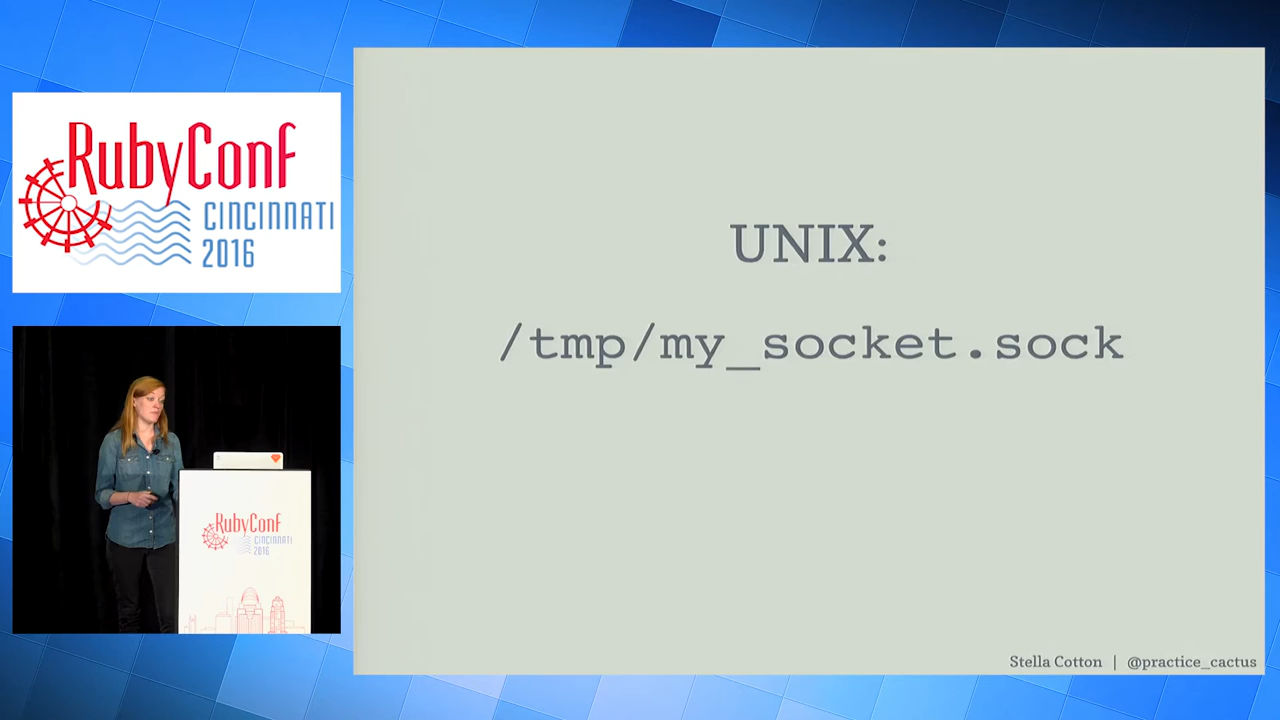 RubyConf
CINCINNATI
2016
UNIX:
/tmp/my_socket.sock
RubyConf
CINCINNATI
2016
Stella Cotton | @practice_cactus